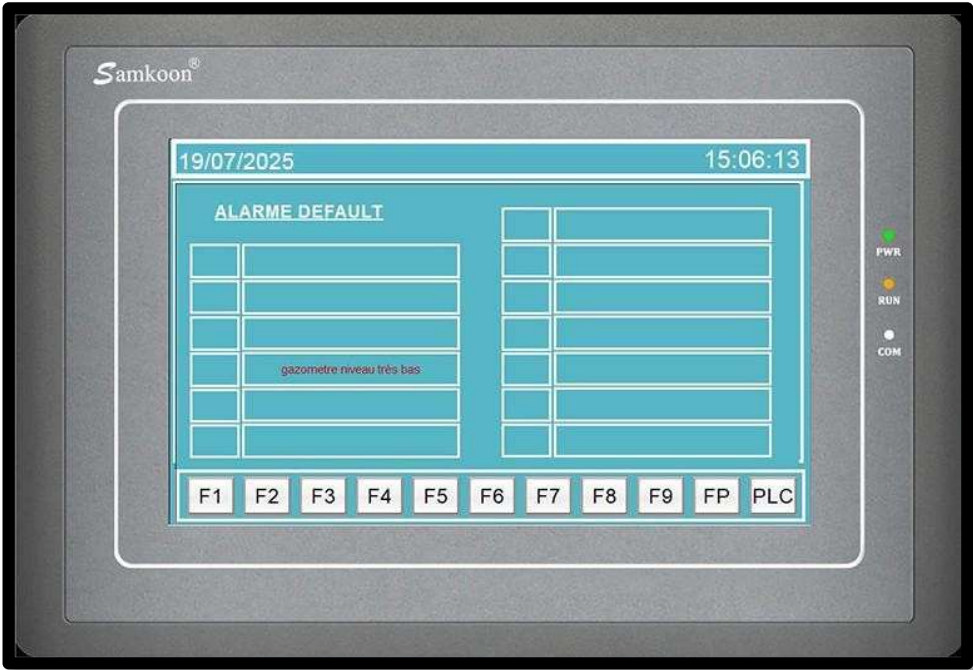 Samkoon®
19/07/2025 15:06:13
ALARME DEFAULT
gazometre niveau très bas
F1 F2 F3 F4 F5 F6 F7 F8 F9 FP PLC
PWR
RUN
COM